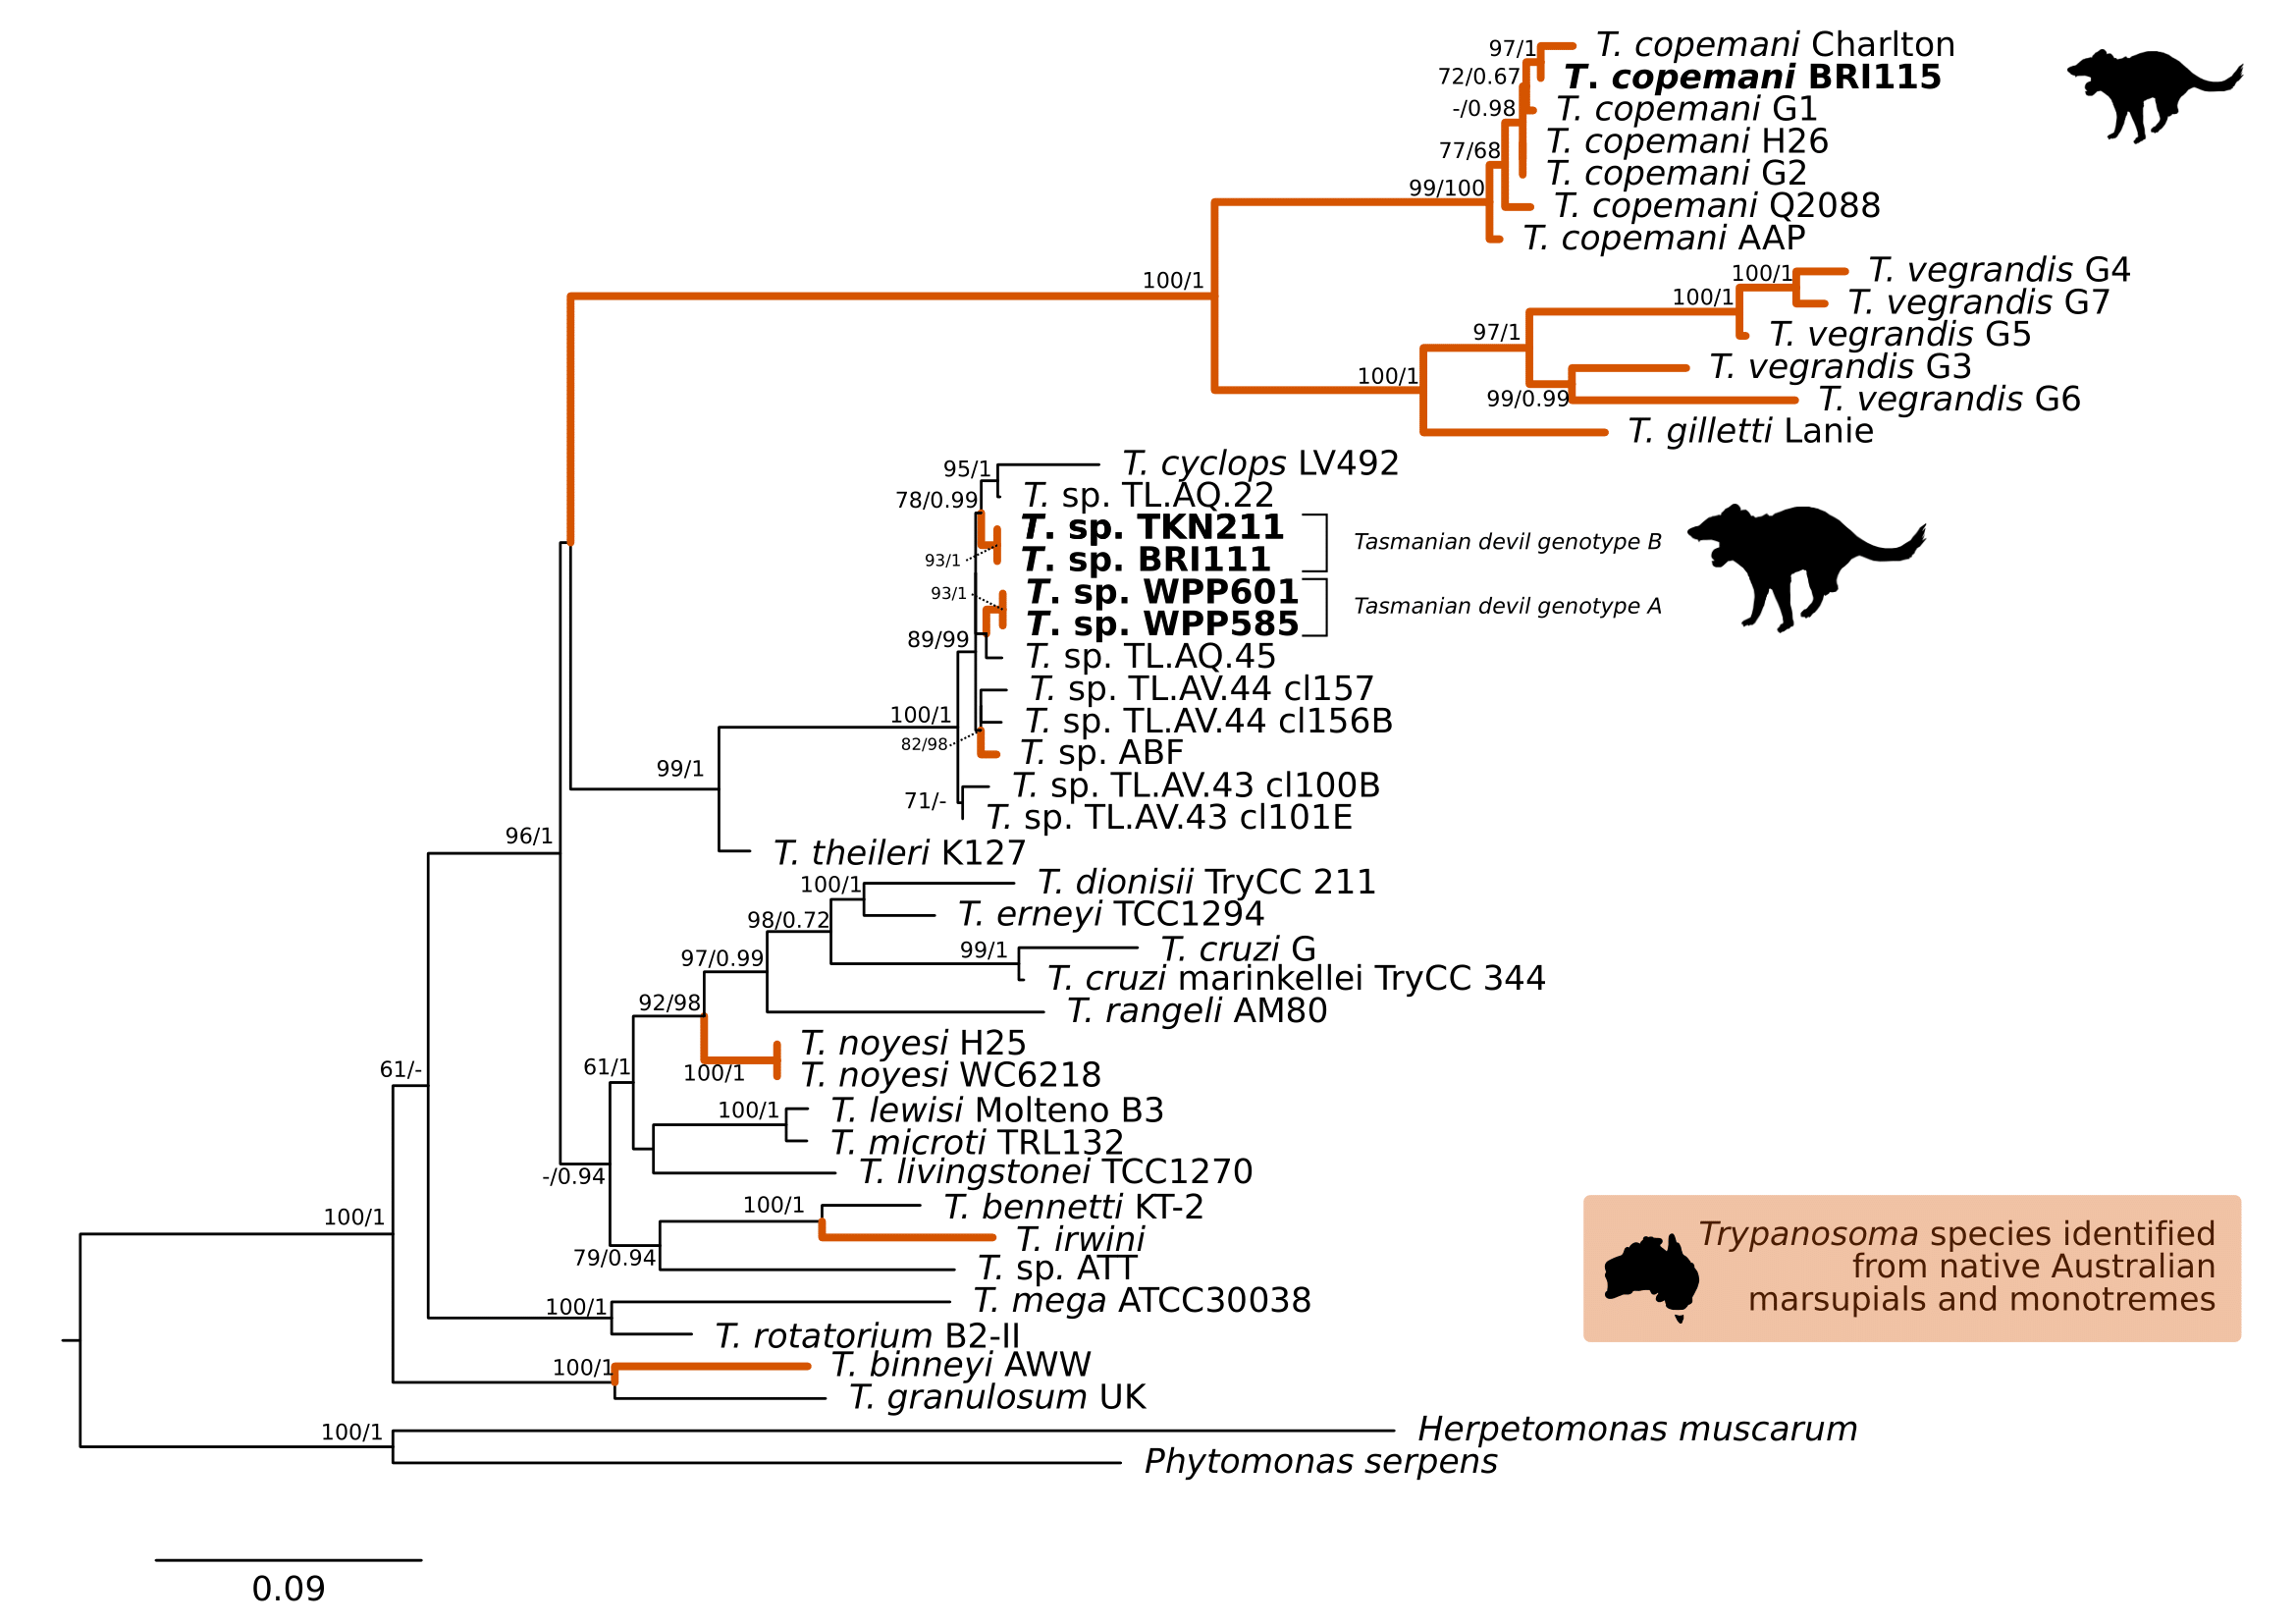 97/1
T. copemani Charlton
72/0.67
T. copemani BRI115
-/0.98
T. copemani G1
T. copemani H26
77/68
T. copemani G2
99/100
T. copemani Q2088
T. copemani AAP
100/1
100/1
T. vegrandis G4
100/1
T. vegrandis G7
97/1
T. vegrandis G5
100/1
T. vegrandis G3
99/0.99
T. vegrandis G6
T. gilletti Lanie
95/1
T. cyclops LV492
78/0.99
T. sp. TL.AQ.22
T. sp. TKN211
93/1
T. sp. BRI111
Tasmanian devil genotype B
93/1
T. sp. WPP601
T. sp. WPP585
Tasmanian devil genotype A
89/99
T. sp. TL.AQ.45
T. sp. TL.AV.44 cl157
100/1
T. sp. TL.AV.44 cl156B
82/98
T. sp. ABF
99/1
T. sp. TL.AV.43 cl100B
71/-
T. sp. TL.AV.43 cl101E
96/1
T. theileri K127
100/1
T. dionisii TryCC 211
98/0.72
T. erneyi TCC1294
99/1
T. cruzi G
97/0.99
T. cruzi marinkellei TryCC 344
92/98
T. rangeli AM80
T. noyesi H25
61/-
61/1
100/1
T. noyesi WC6218
100/1
T. lewisi Molteno B3
T. microti TRL132
-/0.94
T. livingstonei TCC1270
100/1
100/1
T. bennetti KT-2
T. irwini
79/0.94
T. sp. ATT
100/1
T. mega ATCC30038
T. rotatorium B2-II
100/1
T. binneyi AWW
T. granulosum UK
100/1
Herpetomonas muscarum
Phytomonas serpens
Trypanosoma species identified
from native Australian
marsupials and monotremes
0.09